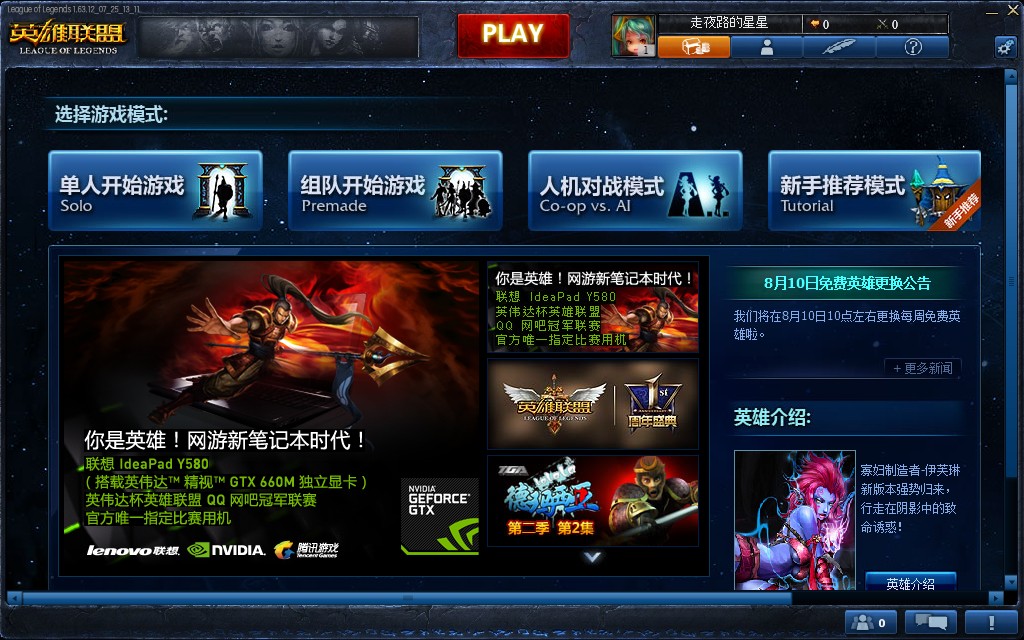 League of Legends 1.63.12_07_25_13_11
英雄联盟
LEAGUE OF LEGENDS
PLAY
走夜路的星星
0
0
1
选择游戏模式:
单人开始游戏
Solo
组队开始游戏
Premade
人机对战模式
Co-op vs. AI
新手推荐模式
Tutorial
新手推荐
你是英雄！网游新笔记本时代！
联想 IdeaPad Y580
( 搭载英伟达™ 精视™ GTX 660M 独立显卡 )
英伟达杯英雄联盟 QQ 网吧冠军联赛
官方唯一指定比赛用机
lenovo联想
NVIDIA.
腾讯游戏
Tencent Games
NVIDIA
GEFORCE
GTX
你是英雄！网游新笔记本时代！
联想 IdeaPad Y580
英伟达杯英雄联盟
QQ 网吧冠军联赛
官方唯一指定比赛用机
英雄联盟
LEAGUE OF LEGENDS
1st
ANNIVERSARY
周年盛典
TGA
第二季 第2集
8月10日免费英雄更换公告
我们将在8月10日10点左右更换每周免费英
雄啦。
+更多新闻
英雄介绍:
寡妇制造者-伊芙琳
新版本强势归来，
行走在阴影中的致
命诱惑！
英雄介绍
0